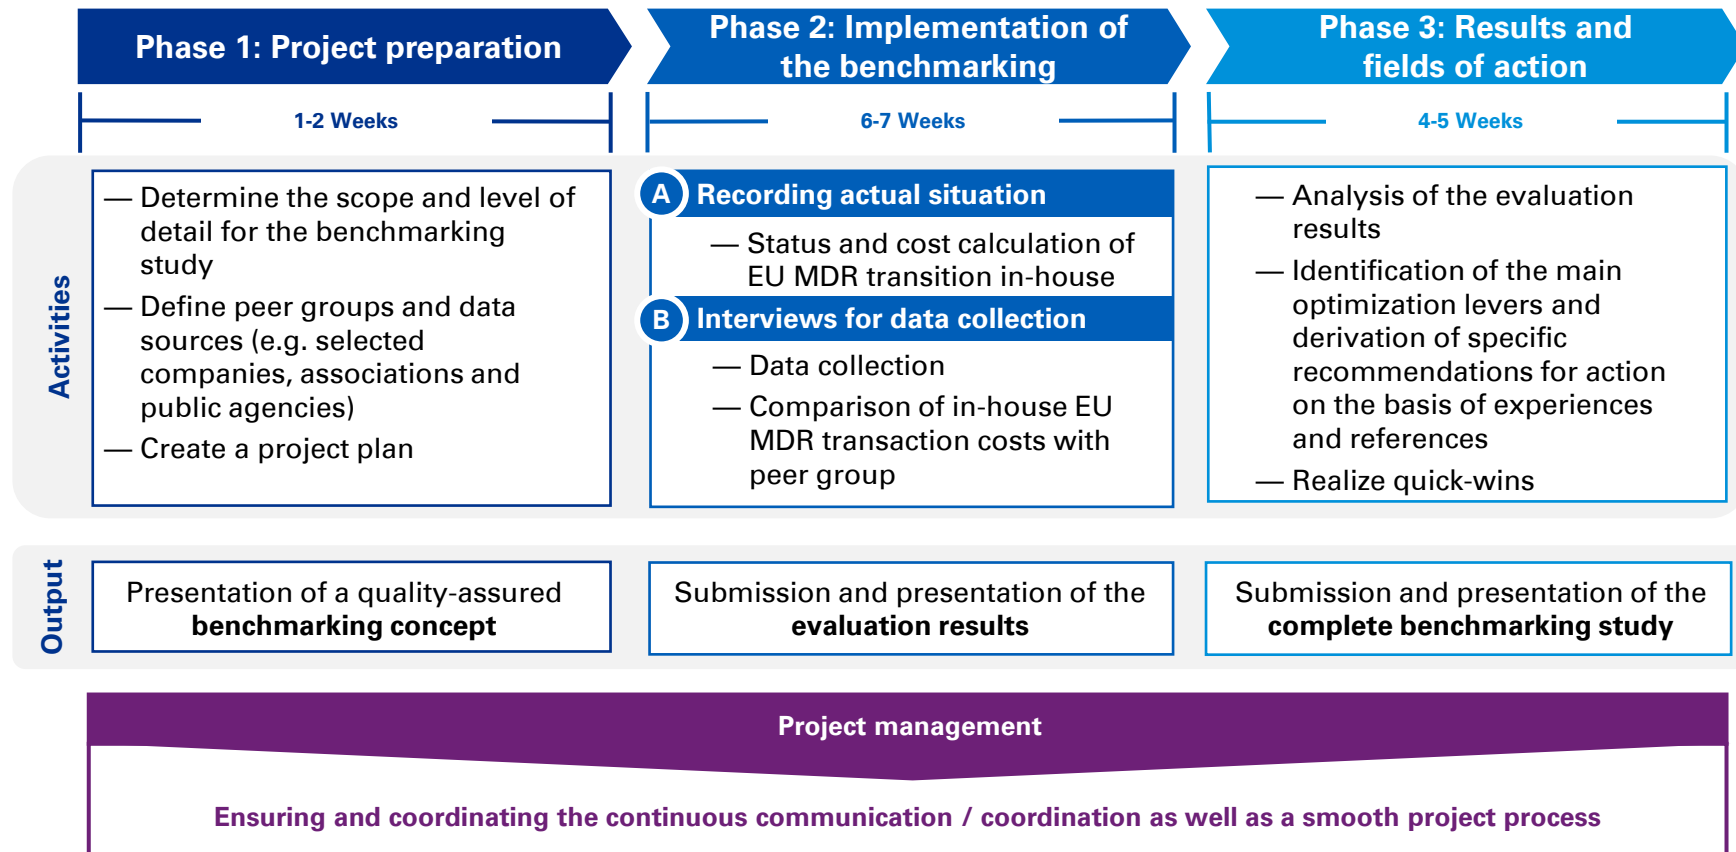 Phase 1: Project preparation
Phase 2: Implementation of
the benchmarking
Phase 3: Results and
fields of action
1-2 Weeks
6-7 Weeks
4-5 Weeks
Activities
— Determine the scope and level of
detail for the benchmarking
study
— Define peer groups and data
sources (e.g. selected
companies, associations and
public agencies)
— Create a project plan
A Recording actual situation
— Status and cost calculation of
EU MDR transition in-house
B Interviews for data collection
— Data collection
— Comparison of in-house EU
MDR transaction costs with
peer group
— Analysis of the evaluation
results
— Identification of the main
optimization levers and
derivation of specific
recommendations for action
on the basis of experiences
and references
— Realize quick-wins
Output
Presentation of a quality-assured
benchmarking concept
Submission and presentation of the
evaluation results
Submission and presentation of the
complete benchmarking study
Project management
Ensuring and coordinating the continuous communication / coordination as well as a smooth project process